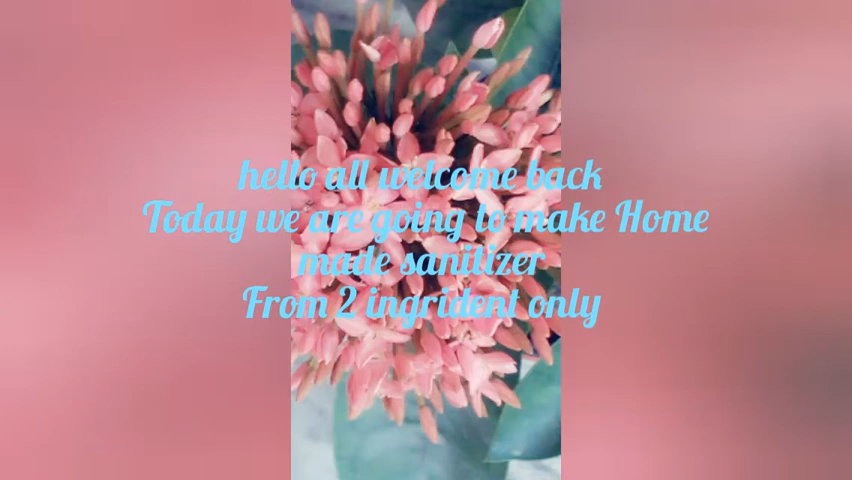 hello all welcome back
Today we are going to make Home
made sanitizer
From 2 ingrident only